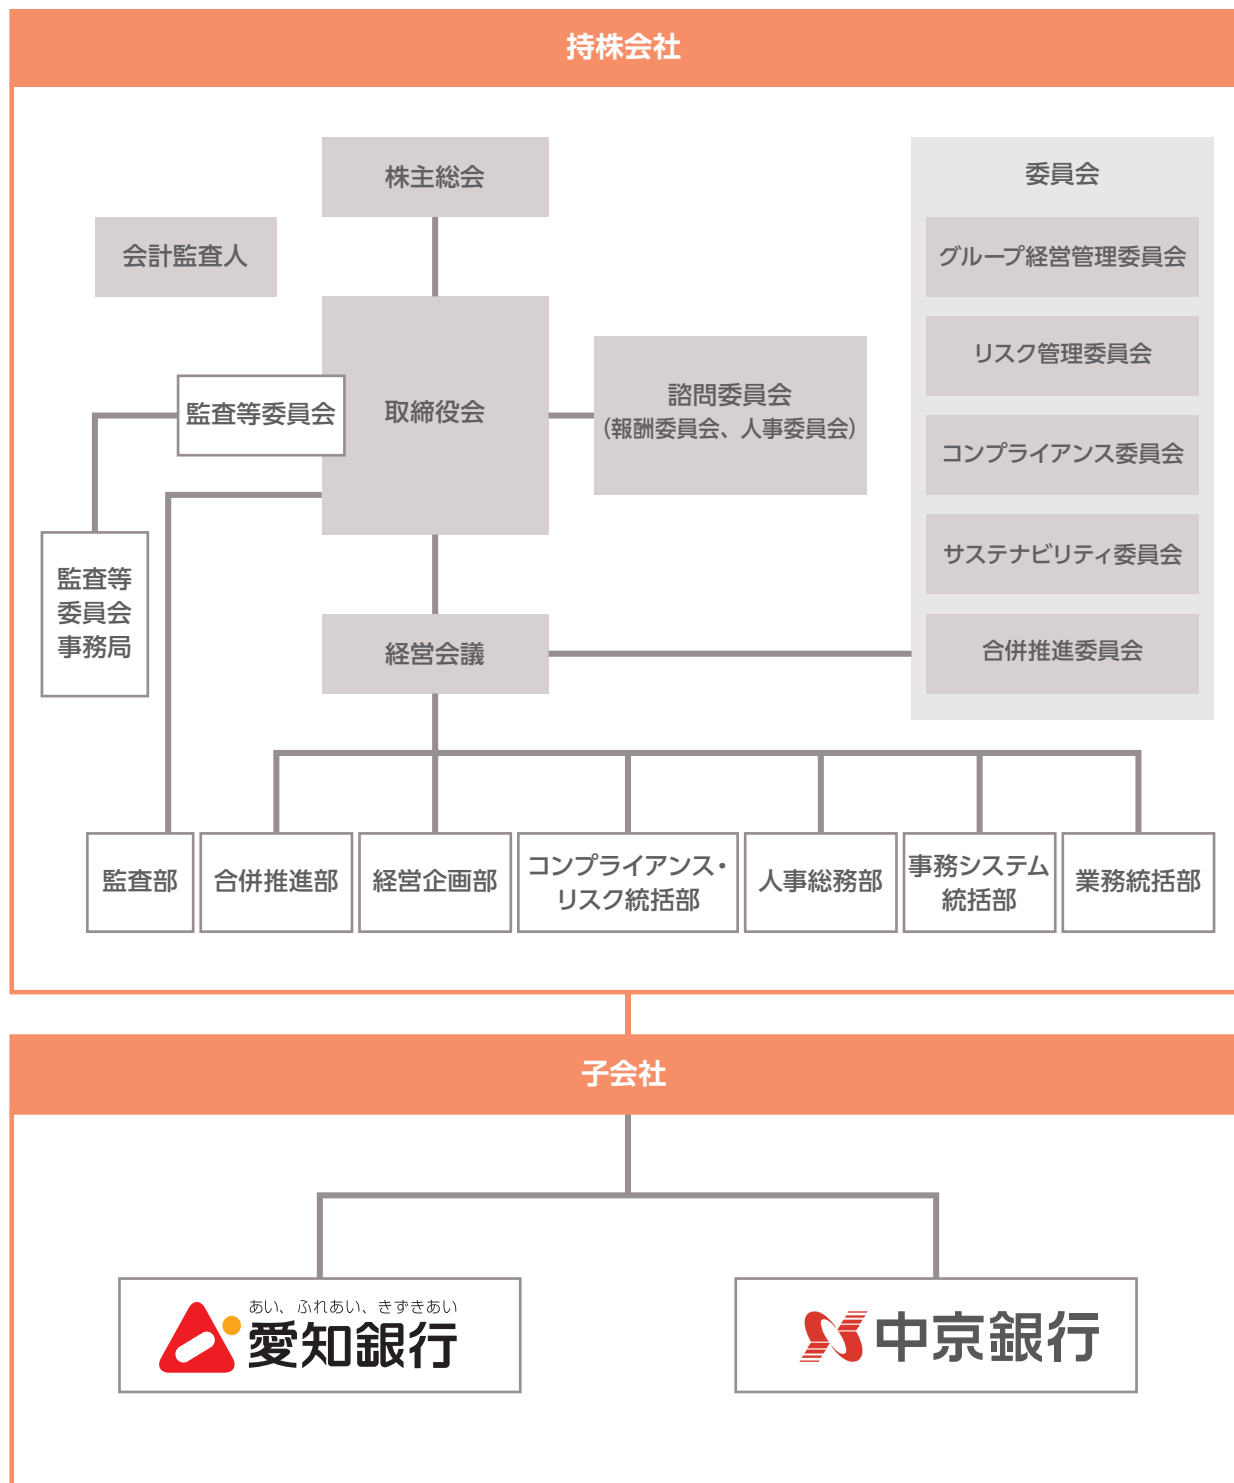 持株会社
株主総会
会計監査人
取締役会
監査等委員会
諮問委員会
(報酬委員会、人事委員会)
委員会
グループ経営管理委員会
リスク管理委員会
コンプライアンス委員会
サステナビリティ委員会
合併推進委員会
監査等
委員会
事務局
経営会議
監査部
合併推進部
経営企画部
コンプライアンス・
リスク統括部
人事総務部
事務システム
統括部
業務統括部
子会社
あい、ふれあい、きずきあい
愛知銀行
中京銀行